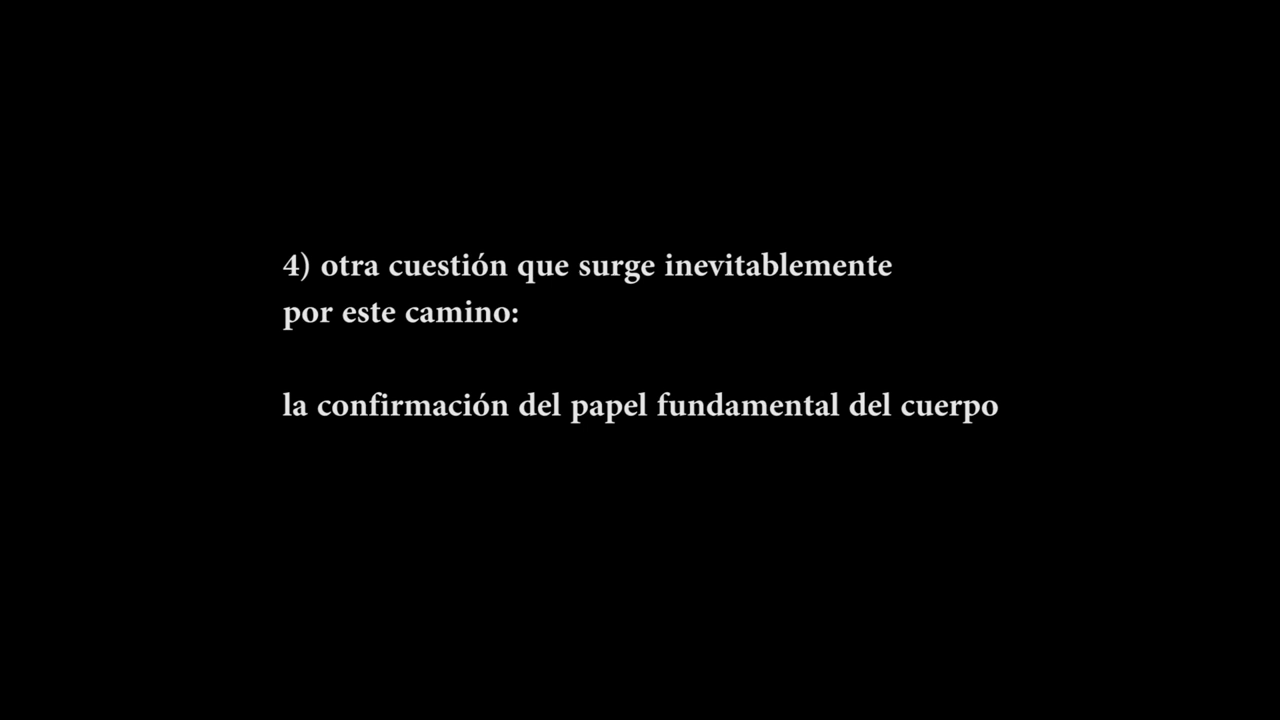 4) otra cuestión que surge inevitablemente
por este camino:
la confirmación del papel fundamental del cuerpo